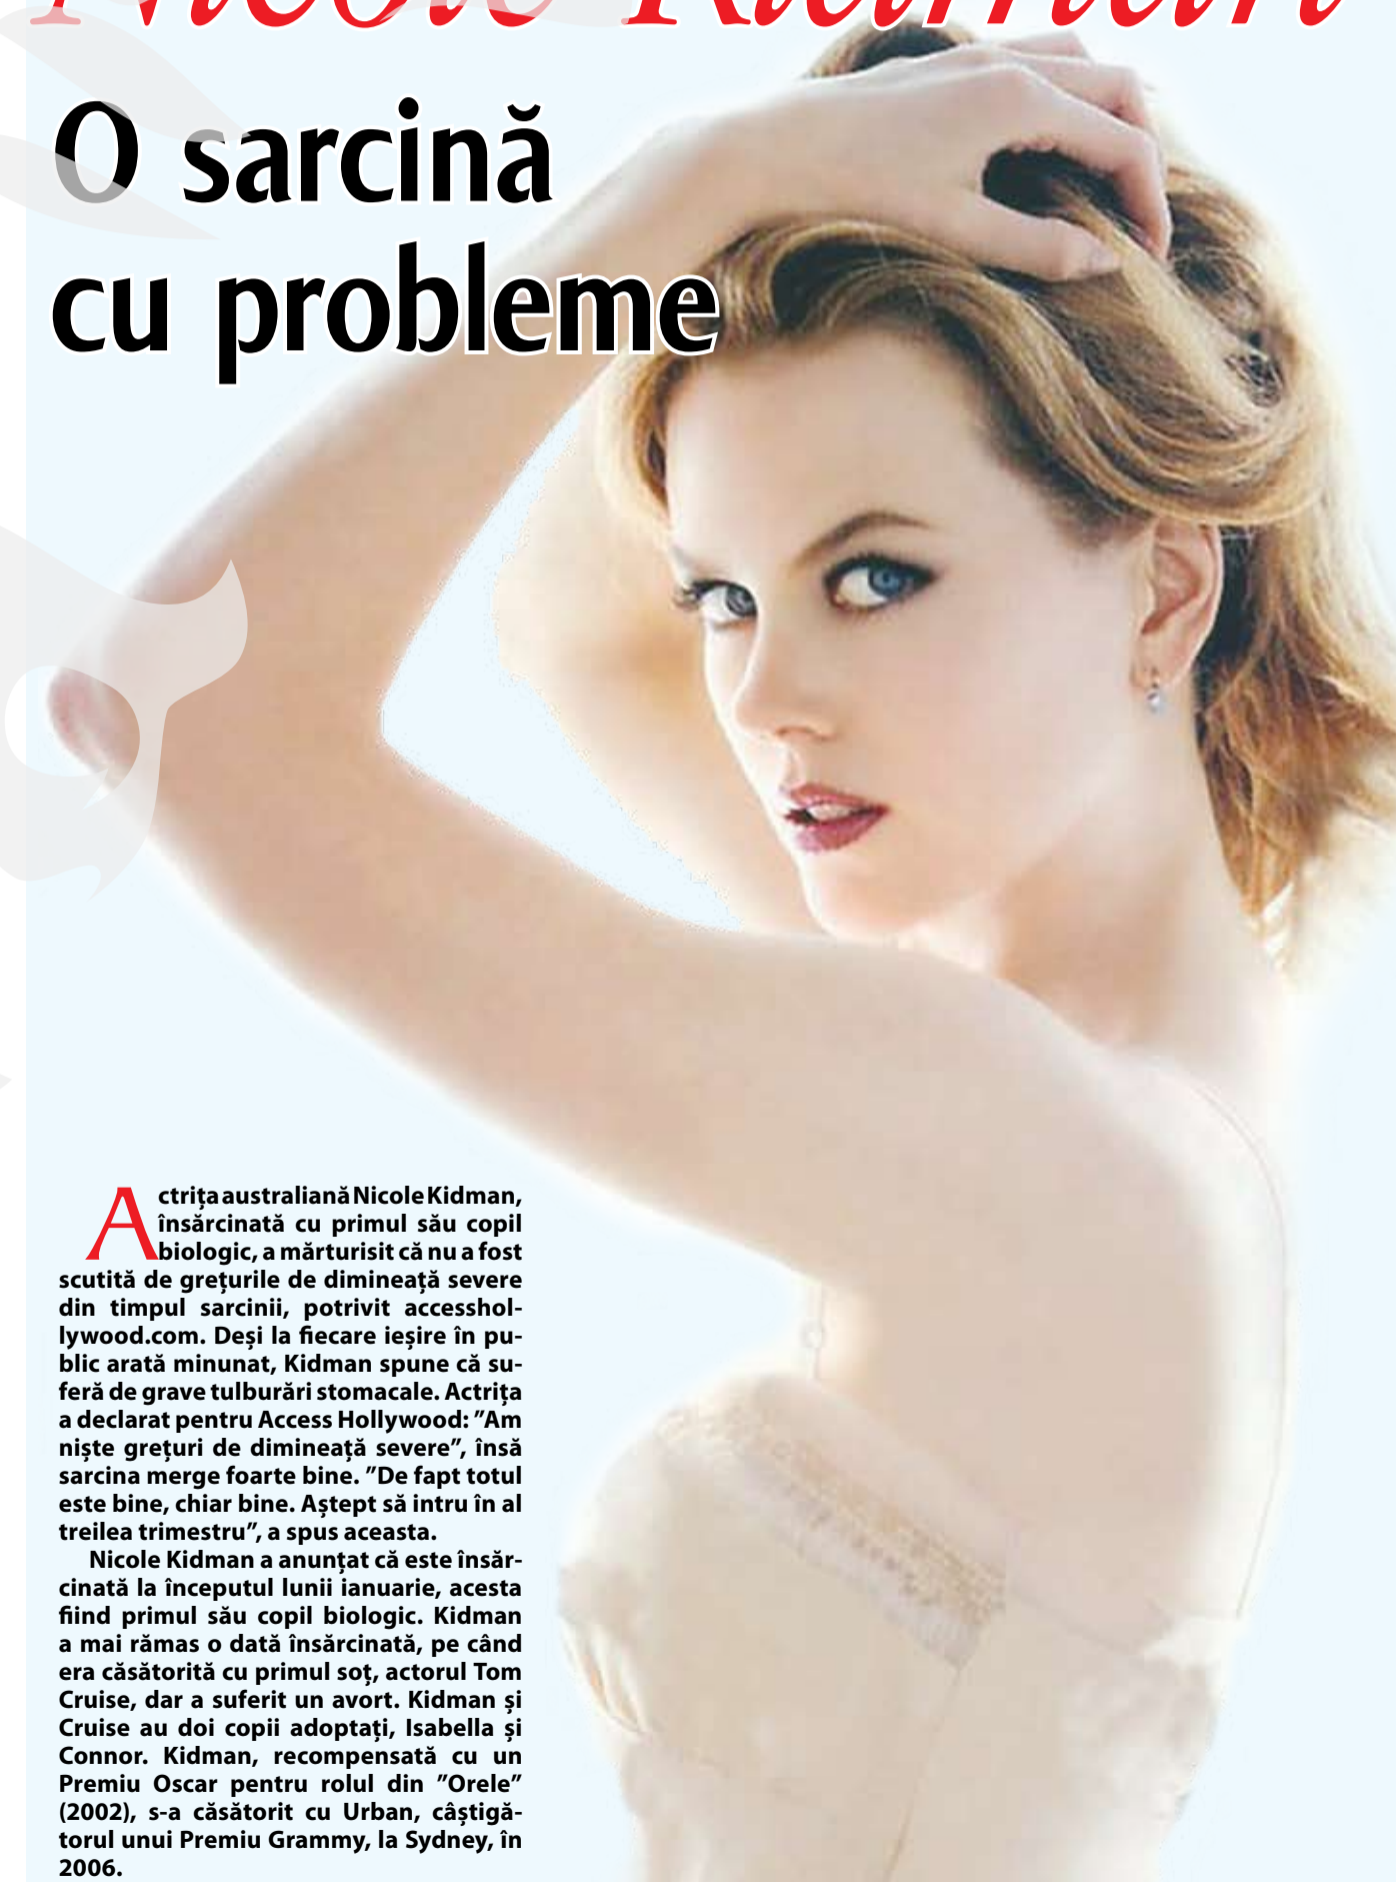 Nicole Kidman
O sarcină
cu probleme
Actrița australiană Nicole Kidman,
însărcinată cu primul său copil
biologic, a mărturisit că nu a fost
scutită de grețurile de dimineață severe
din timpul sarcinii, potrivit accesshol-
lywood.com. Deși la fiecare ieșire în pu-
blic arată minunat, Kidman spune că su-
feră de grave tulburări stomacale. Actrița
a declarat pentru Access Hollywood: ”Am
niște grețuri de dimineață severe”, însă
sarcina merge foarte bine. ”De fapt totul
este bine, chiar bine. Aștept să intru în al
treilea trimestru”, a spus aceasta.
Nicole Kidman a anunțat că este însăr-
cinată la începutul lunii ianuarie, acesta
fiind primul său copil biologic. Kidman
a mai rămas o dată însărcinată, pe când
era căsătorită cu primul soț, actorul Tom
Cruise, dar a suferit un avort. Kidman și
Cruise au doi copii adoptați, Isabella și
Connor. Kidman, recompensată cu un
Premiu Oscar pentru rolul din ”Orele”
(2002), s-a căsătorit cu Urban, câștigă-
torul unui Premiu Grammy, la Sydney, în
2006.